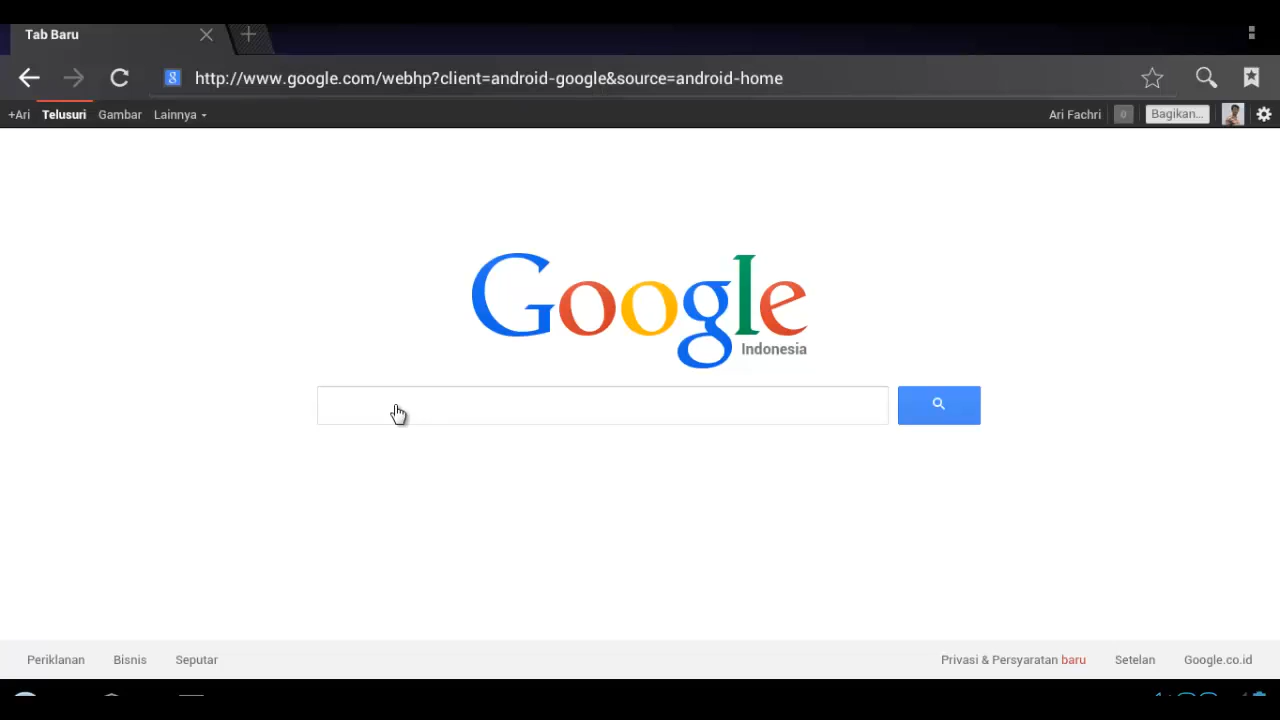 Tab Baru
http://www.google.com/webhp?client=android-google&source=android-home
+Ari Telusuri Gambar Lainnya Ari Fachri 0 Bagikan...
Google
Indonesia
Periklanan Bisnis Seputar Privasi & Persyaratan baru Setelan Google.co.id